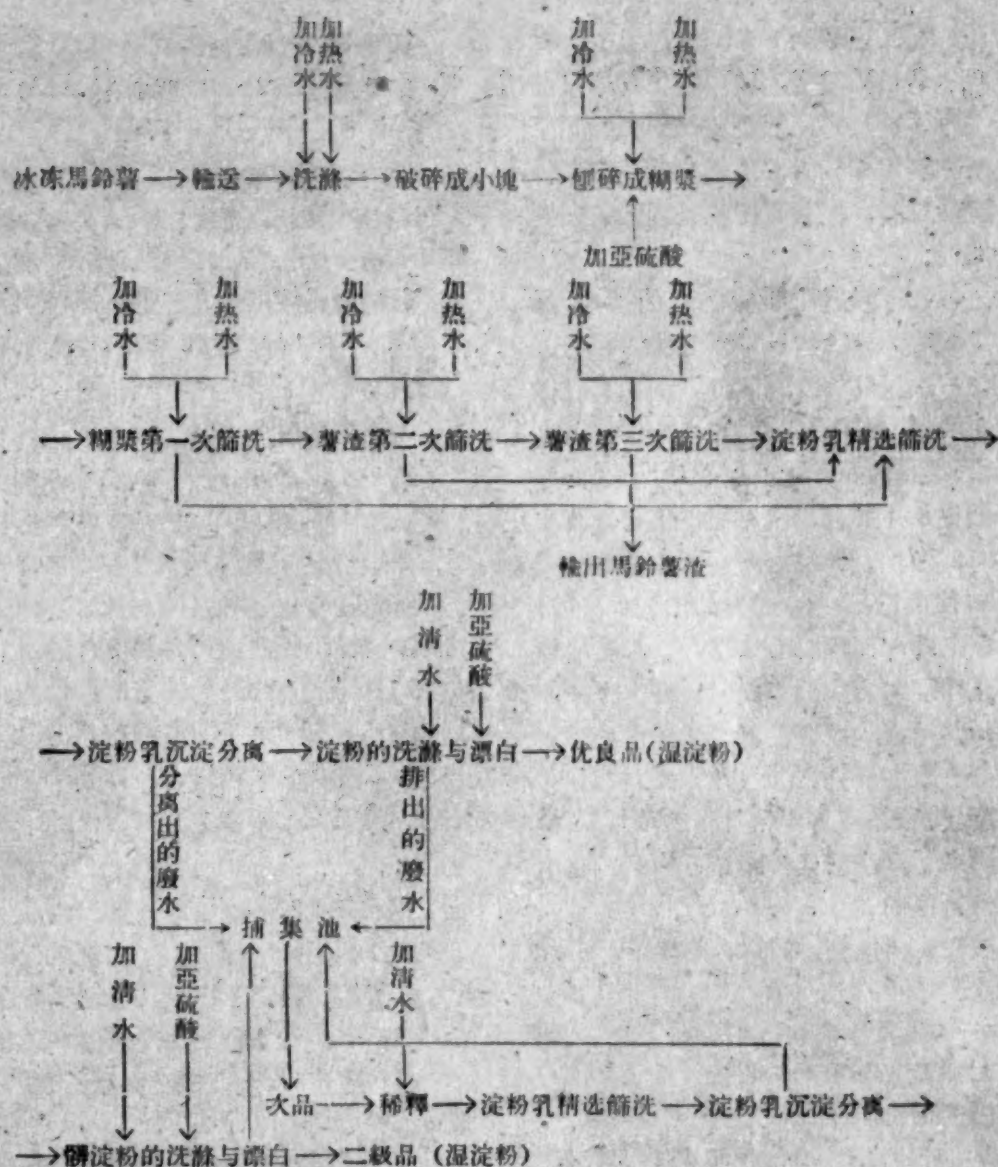 加冷水 加热水 加冷水 加热水
冰冻馬鈴薯→輸送→洗滌→破碎成小塊→刨碎成糊漿→
加亞硫酸
加冷水 加热水 加冷水 加热水 加冷水 加热水
→糊漿第一次篩洗→薯渣第二次篩洗→薯渣第三次篩洗→淀粉乳精选篩洗→
輸出馬鈴薯渣
加清水 加亞硫酸
→淀粉乳沉淀分离→淀粉的洗滌与漂白→优良品(湿淀粉)
分离出的廢水 排出的廢水
捕集池
加清水 加亞硫酸 加清水
次品→稀釋→淀粉乳精选篩洗→淀粉乳沉淀分离→
→淀粉的洗滌与漂白→二級品(湿淀粉)